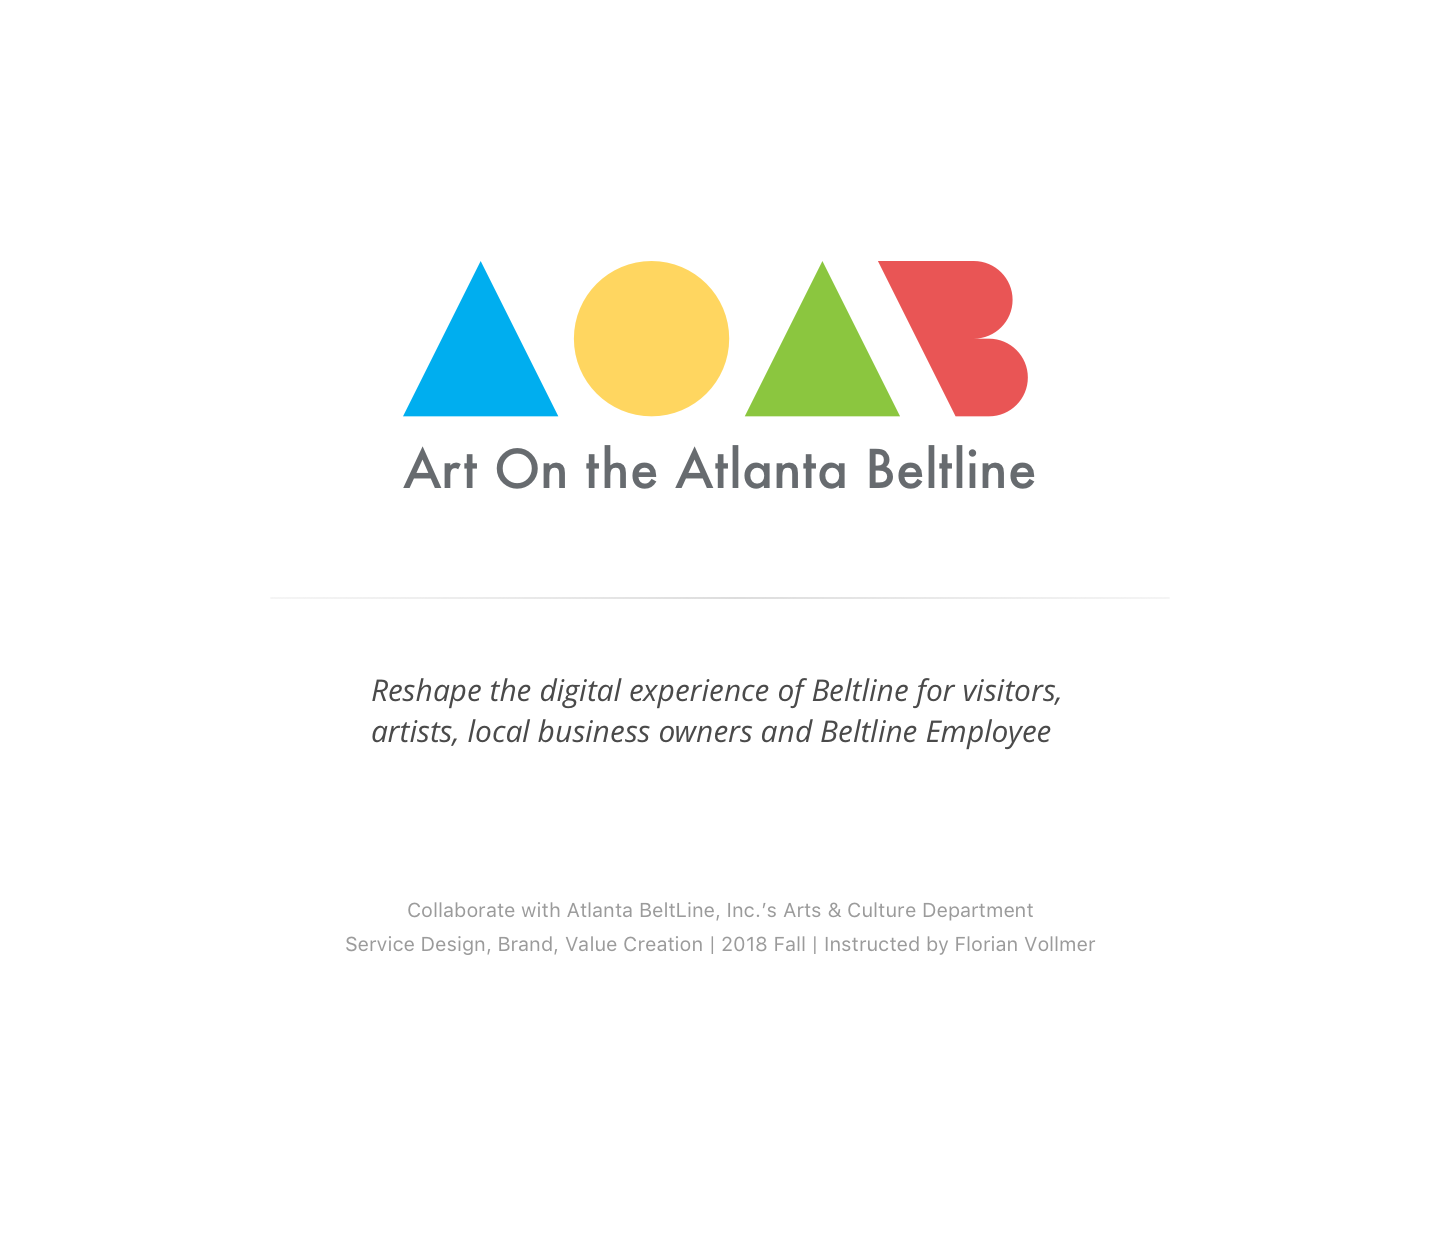 AOAB
Art On the Atlanta Beltline
Reshape the digital experience of Beltline for visitors,
artists, local business owners and Beltline Employee
Collaborate with Atlanta BeltLine, Inc.’s Arts & Culture Department
Service Design, Brand, Value Creation | 2018 Fall | Instructed by Florian Vollmer